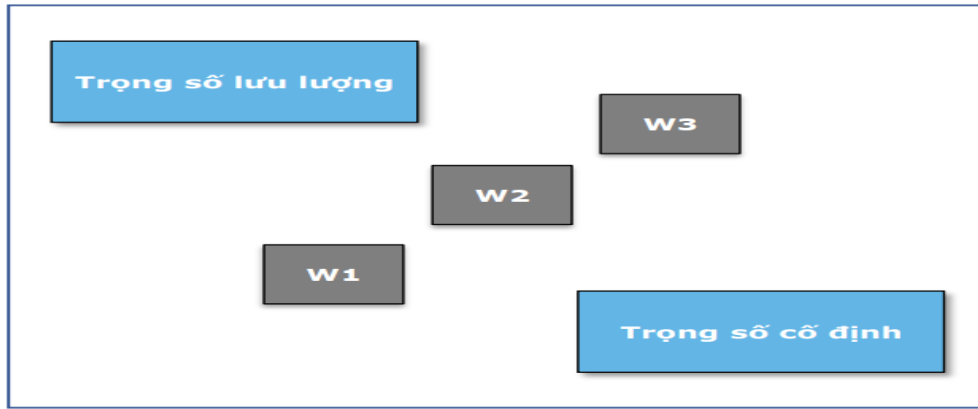 Trọng số lưu lượng
W3
W2
W1
Trọng số cố định